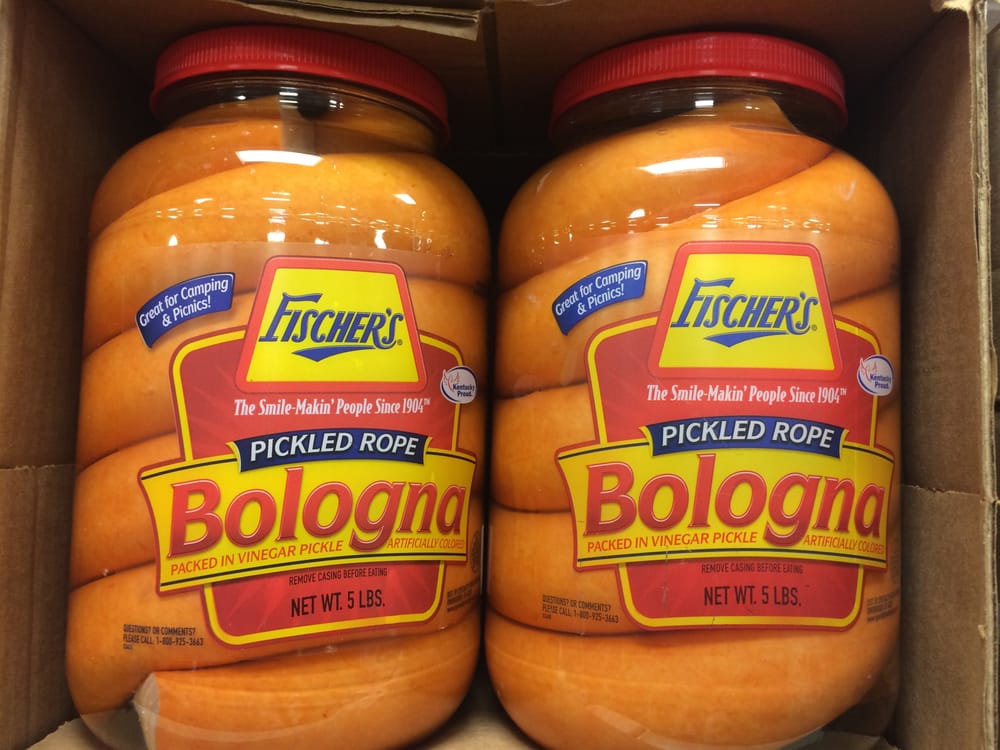 Great for Camping
& Picnics!
FISCHER'S®
Kentucky
Proud.
The Smile-Makin' People Since 1904™
PICKLED ROPE
Bologna
PACKED IN VINEGAR PICKLE
ARTIFICIALLY COLORED
REMOVE CASING BEFORE EATING
NET WT. 5 LBS.
QUESTIONS? OR COMMENTS?
PLEASE CALL: 1-800-925-3663
Great for Camping
& Picnics!
FISCHER'S®
Kentucky
Proud.
The Smile-Makin' People Since 1904™
PICKLED ROPE
Bologna
PACKED IN VINEGAR PICKLE
ARTIFICIALLY COLORED
REMOVE CASING BEFORE EATING
NET WT. 5 LBS.
QUESTIONS? OR COMMENTS?
PLEASE CALL: 1-800-925-3663